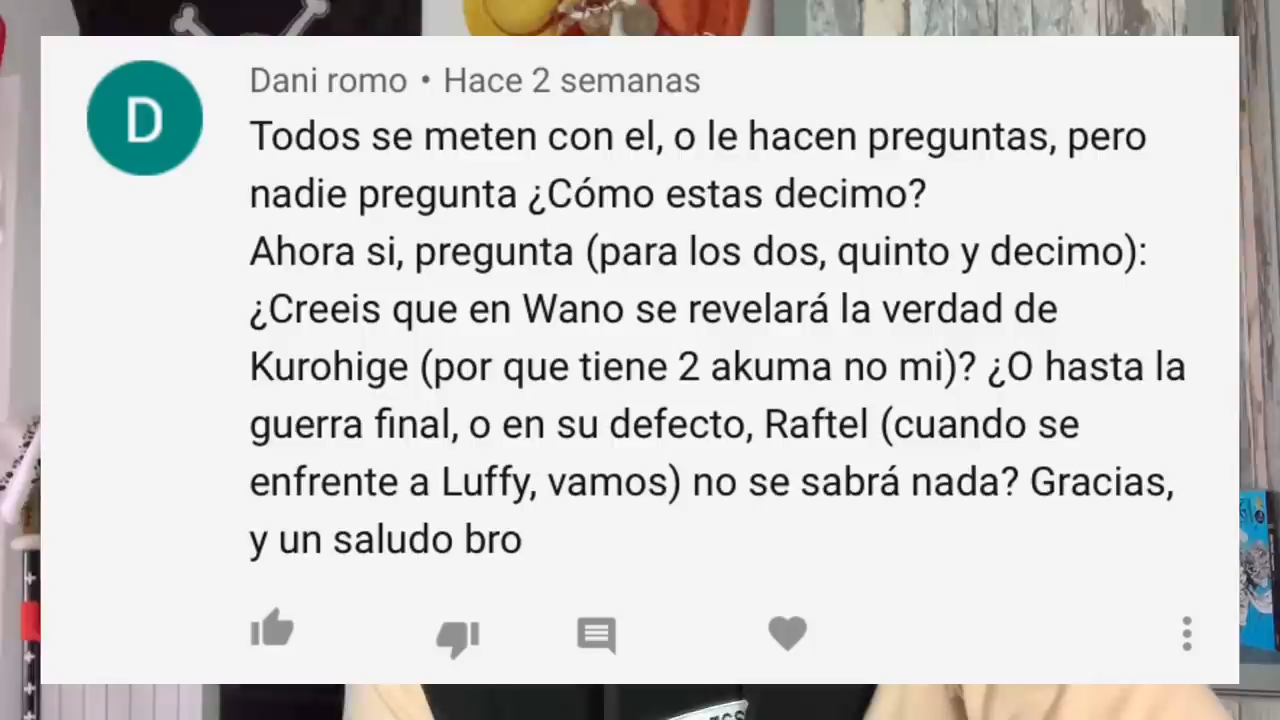 D
Dani romo • Hace 2 semanas
Todos se meten con el, o le hacen preguntas, pero
nadie pregunta ¿Cómo estas decimo?
Ahora si, pregunta (para los dos, quinto y decimo):
¿Creeis que en Wano se revelará la verdad de
Kurohige (por que tiene 2 akuma no mi)? ¿O hasta la
guerra final, o en su defecto, Raftel (cuando se
enfrente a Luffy, vamos) no se sabrá nada? Gracias,
y un saludo bro